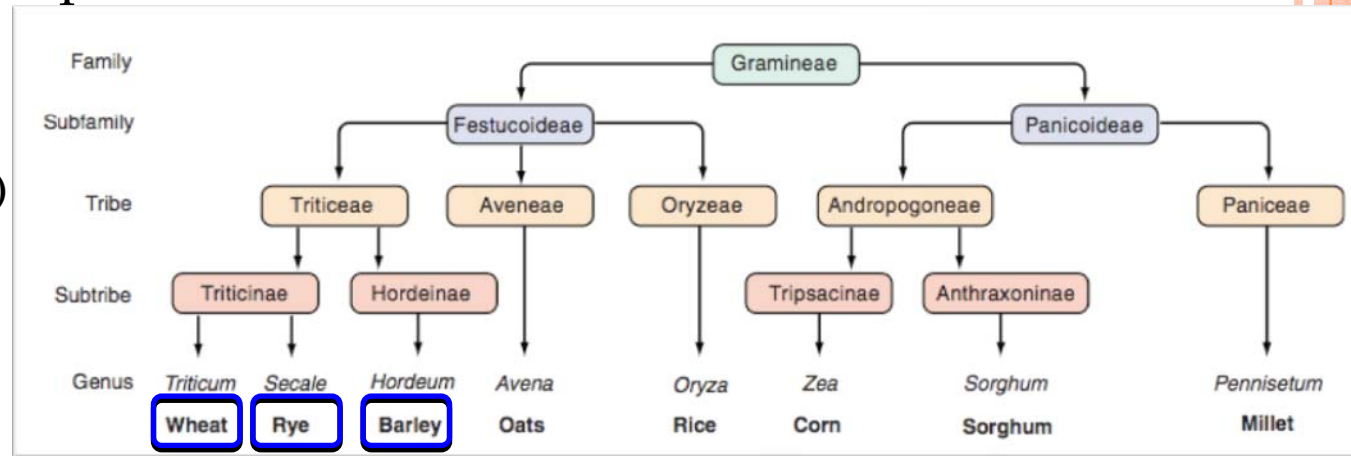 Family Gramineae
Subfamily Festucoideae Panicoideae
)
Tribe Triticeae Aveneae Oryzeae Andropogoneae Paniceae
Subtribe Triticinae Hordeinae Tripsacinae Anthraxoninae
Genus Triticum Secale Hordeum Avena Oryza Zea Sorghum Pennisetum
Wheat Rye Barley Oats Rice Corn Sorghum Millet